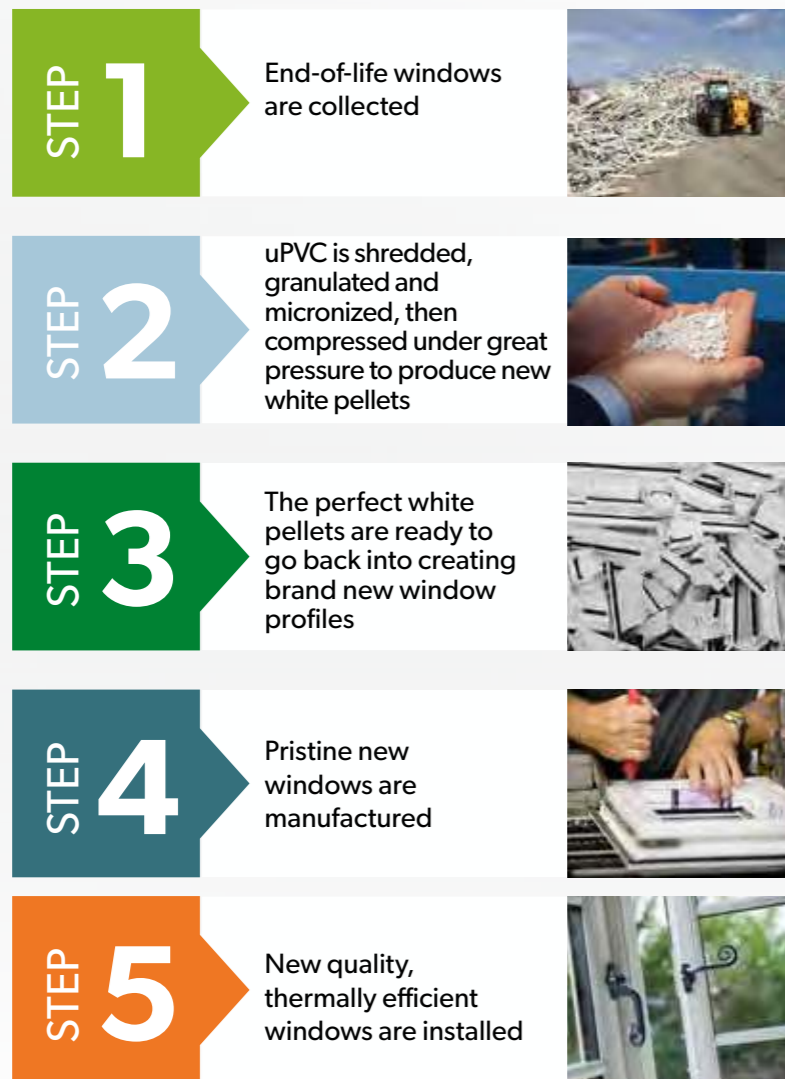 STEP 1
End-of-life windows
are collected
STEP 2
uPVC is shredded,
granulated and
micronized, then
compressed under great
pressure to produce new
white pellets
STEP 3
The perfect white
pellets are ready to
go back into creating
brand new window
profiles
STEP 4
Pristine new
windows are
manufactured
STEP 5
New quality,
thermally efficient
windows are installed